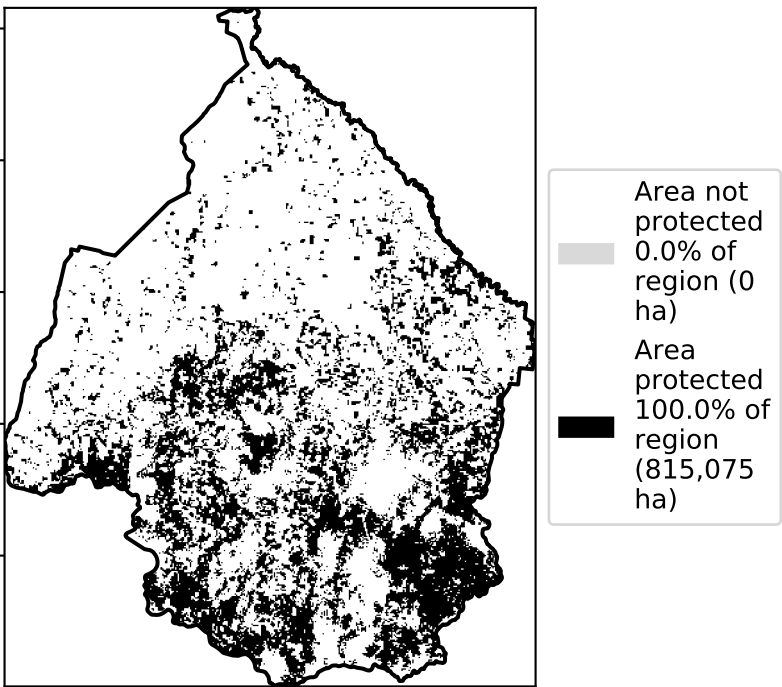 Area not
protected
0.0% of
region (0
ha)
Area
protected
100.0% of
region
(815,075
ha)